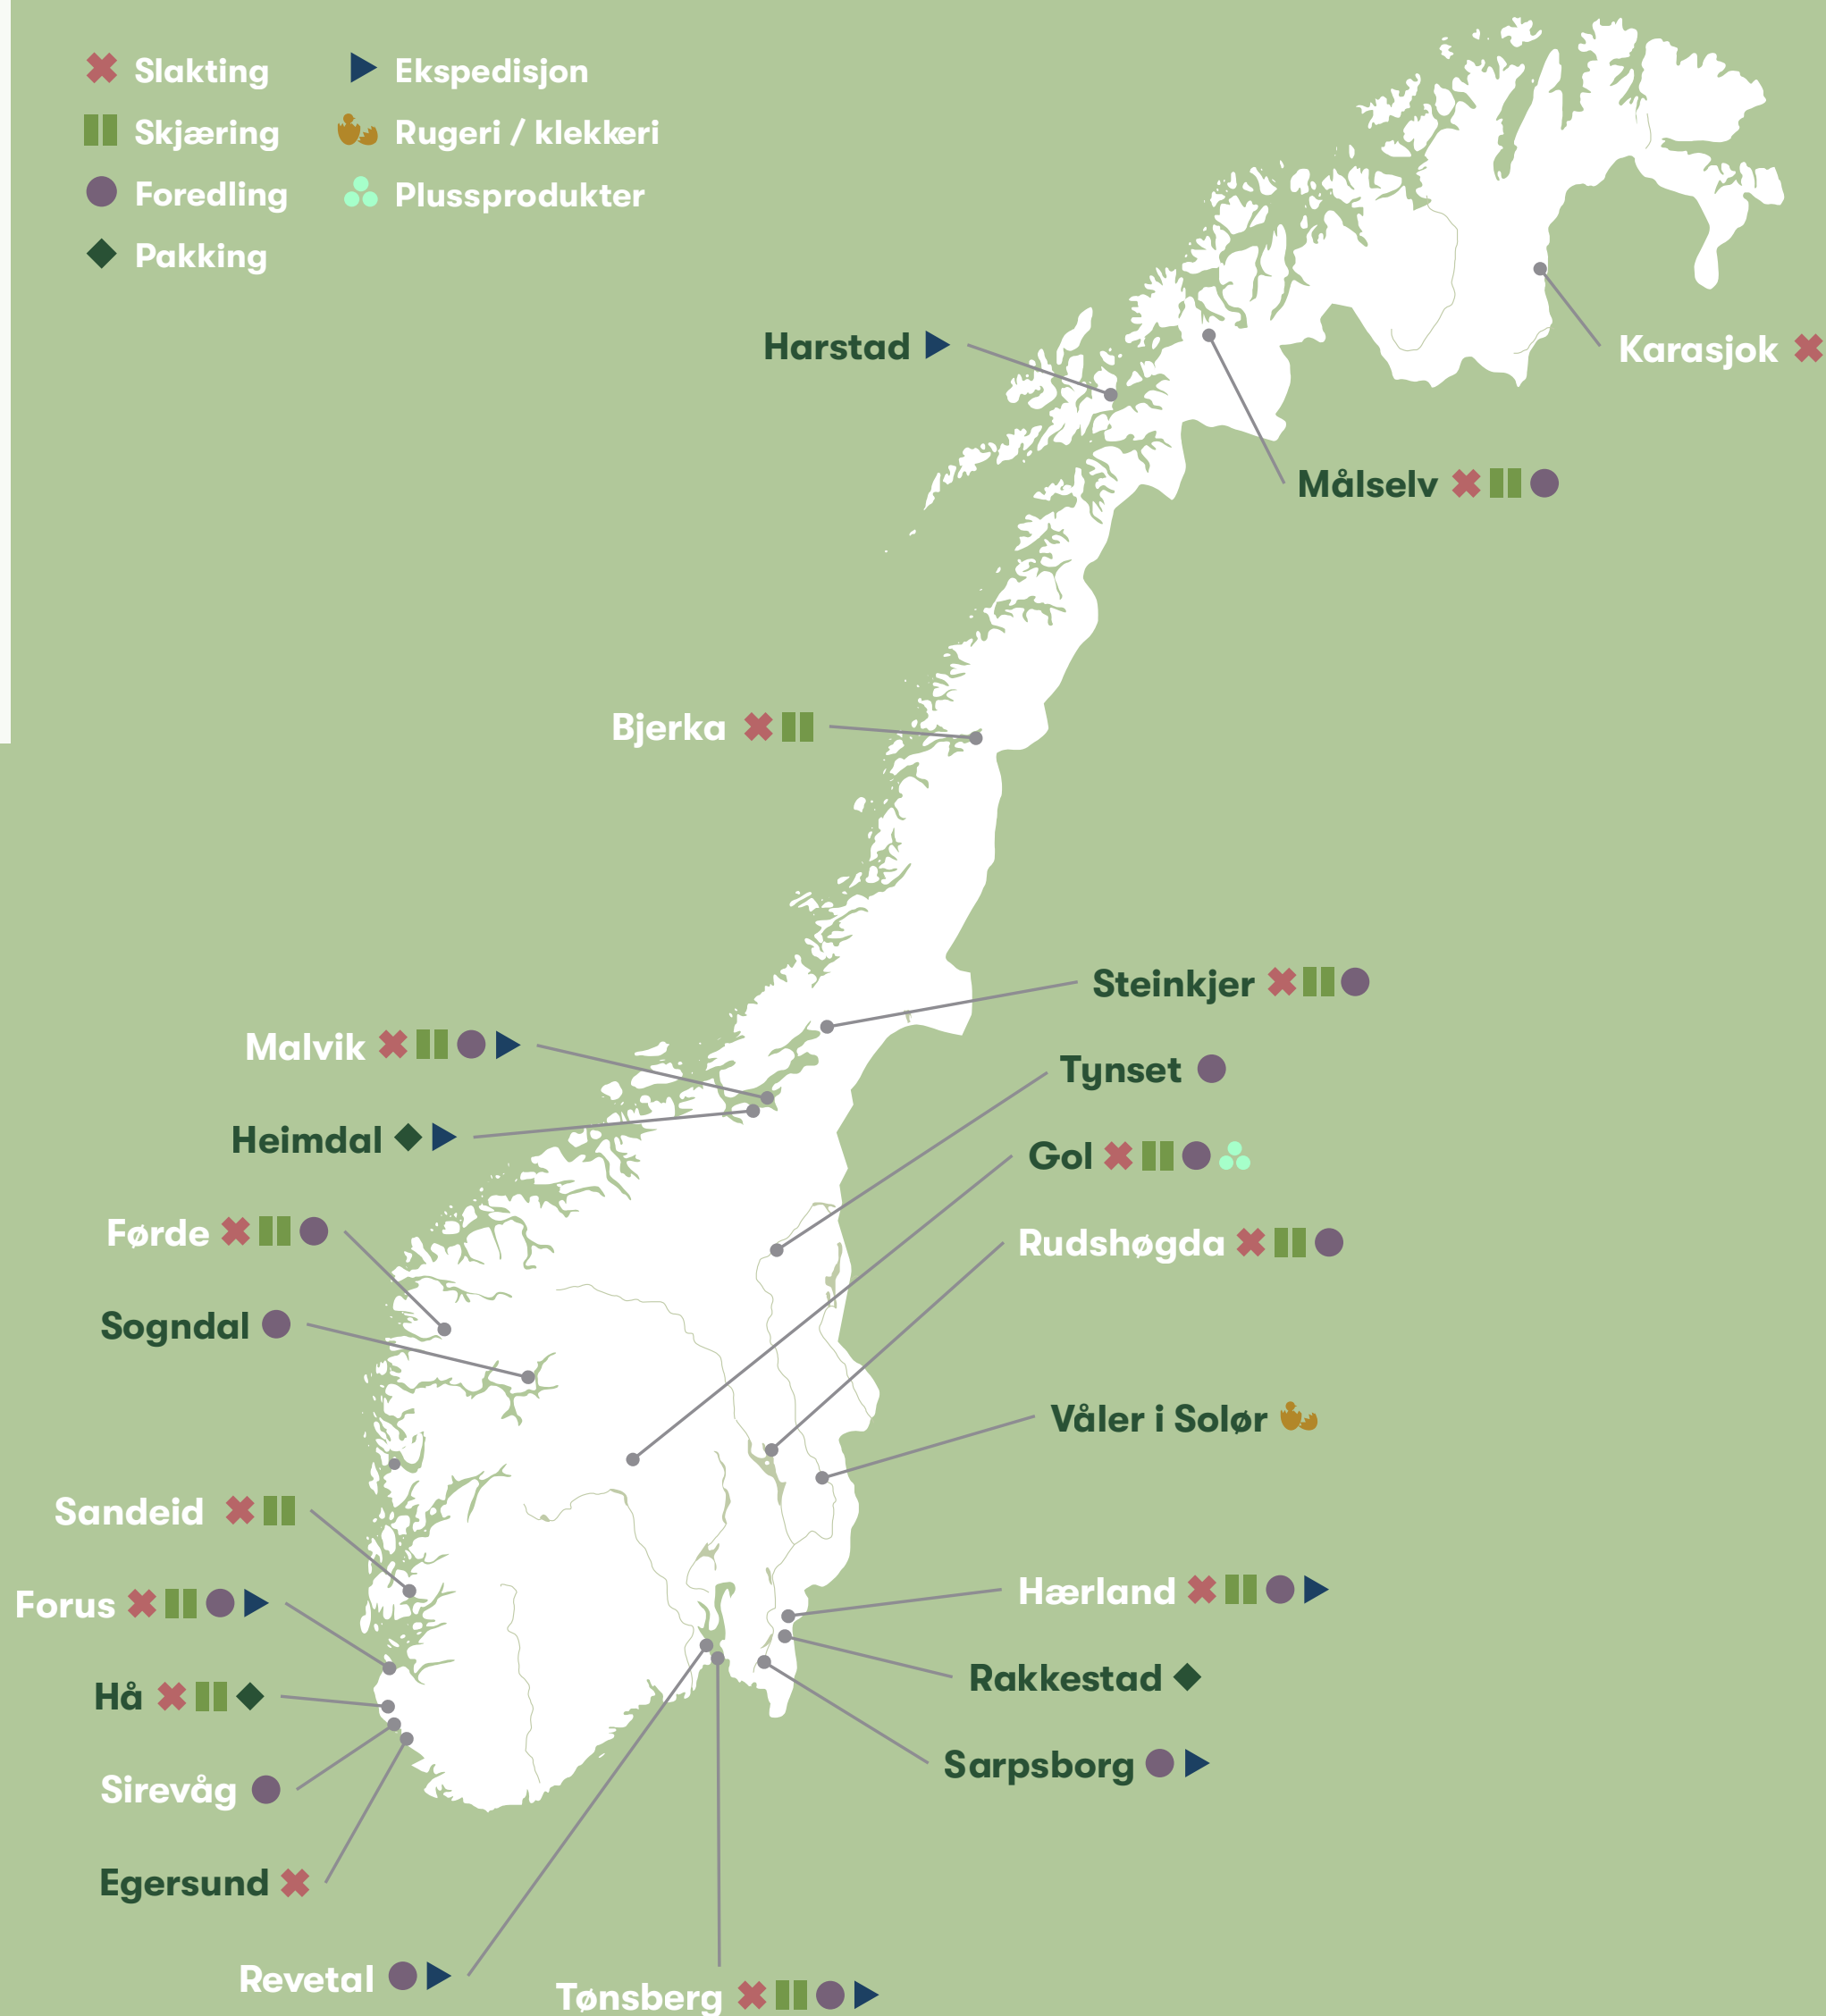 Slakting
Skjæring
Foredling
Pakking
Ekspedisjon
Rugeri / klekkeri
Plussprodukter
Harstad
Karasjok
Målselv
Bjerka
Steinkjer
Malvik
Tynset
Heimdal
Gol
Førde
Rudshøgda
Sogndal
Våler i Solør
Sandeid
Hærland
Forus
Rakkestad
Hå
Sarpsborg
Sirevåg
Egersund
Revetal
Tønsberg